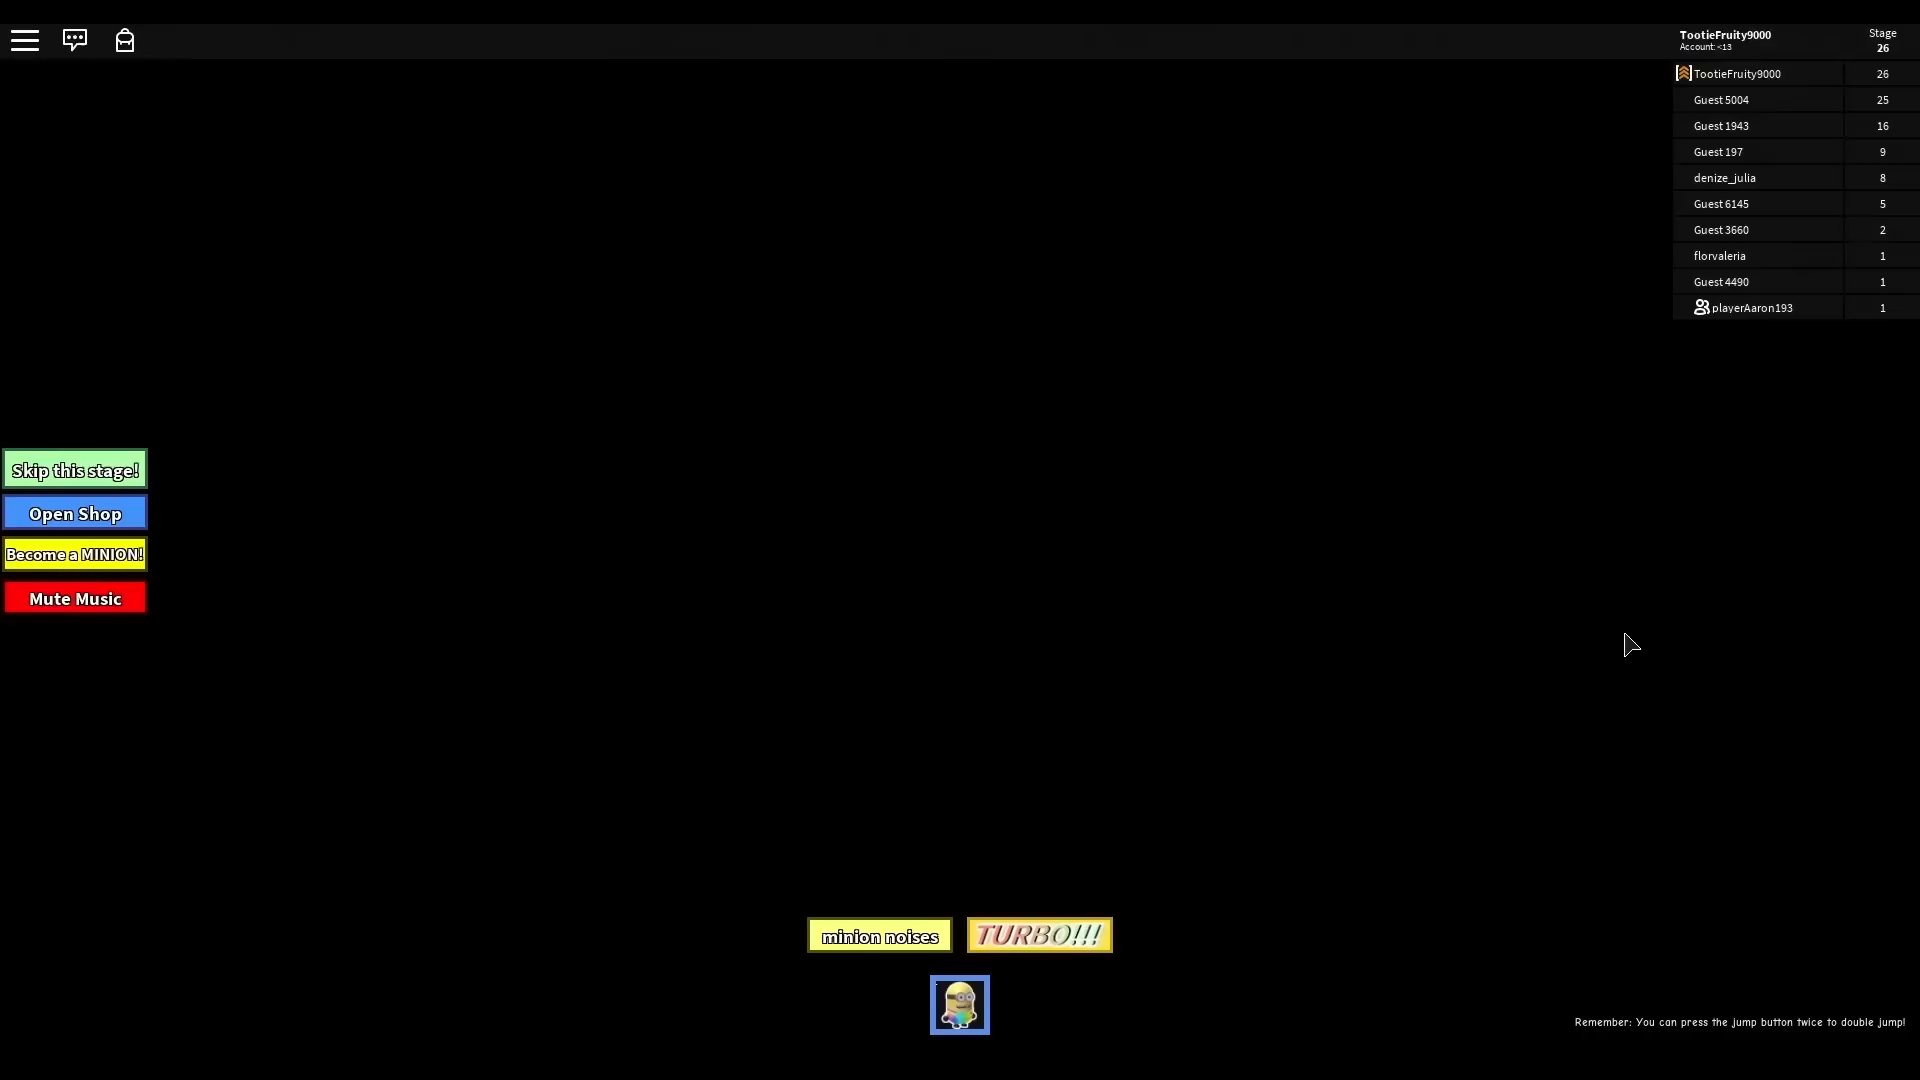 TootieFruity9000
Account: <13
Stage
26
TootieFruity9000 26
Guest 5004 25
Guest 1943 16
Guest 197 9
denize_julia 8
Guest 6145 5
Guest 3660 2
florvaleria 1
Guest 4490 1
playerAaron193 1
Skip this stage!
Open Shop
Become a MINION!
Mute Music
minion noises
TURBO!!!
Remember: You can press the jump button twice to double jump!